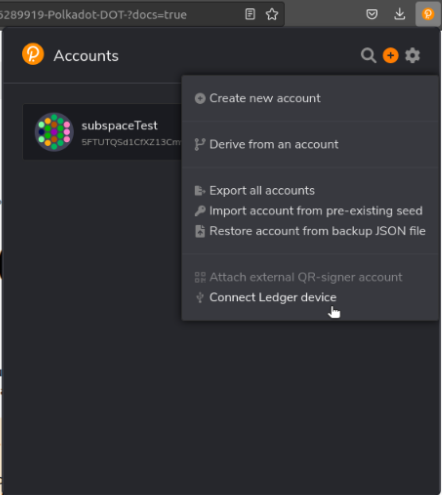 5289919-Polkadot-DOT-?docs=true
Accounts
Create new account
subspaceTest
5FTUTQSd1CfXZ13Cm
Derive from an account
Export all accounts
Import account from pre-existing seed
Restore account from backup JSON file
Attach external QR-signer account
Connect Ledger device